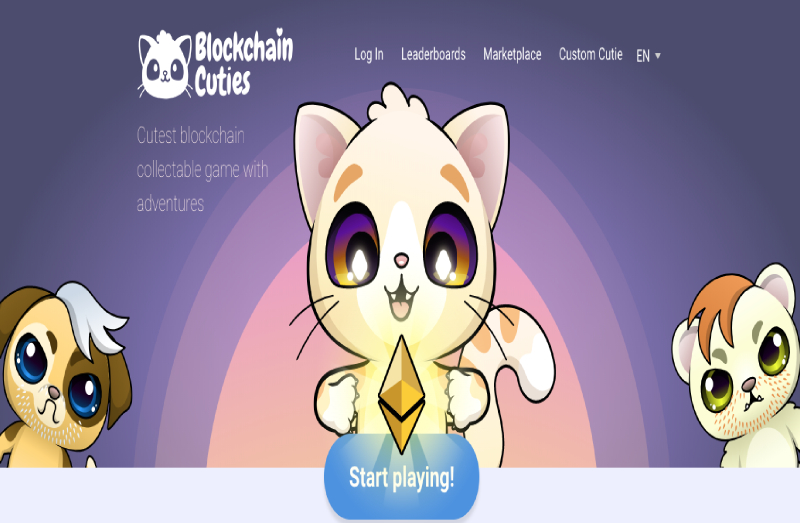 Blockchain
Cuties
Log In
Leaderboards
Marketplace
Custom Cutie
EN
Cutest blockchain
collectable game with
adventures
Start playing!